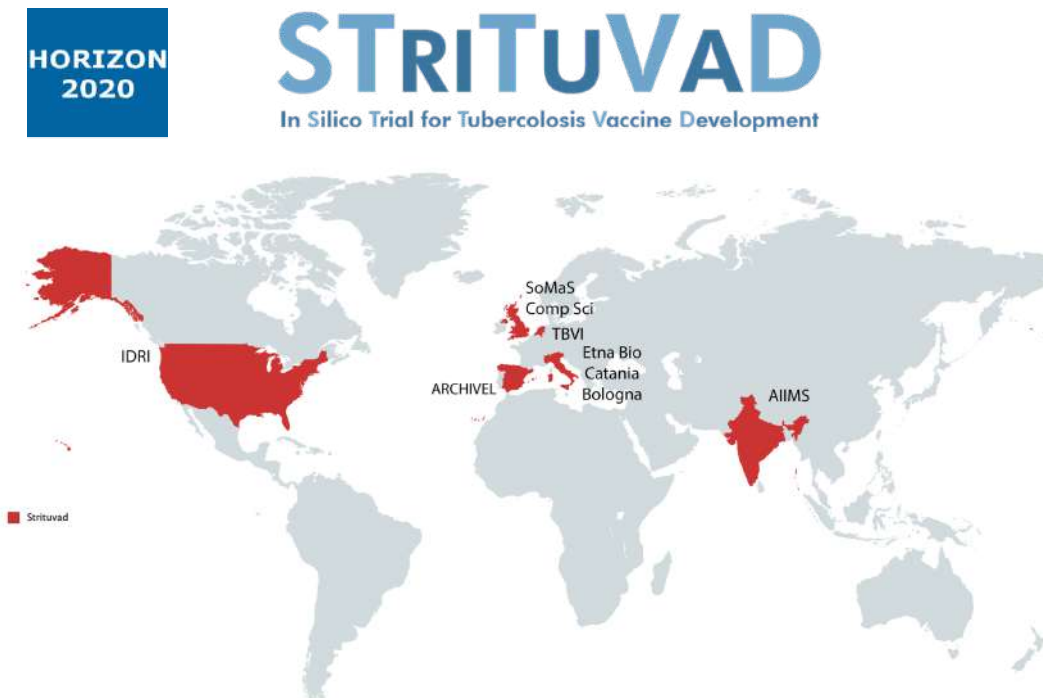 HORIZON
2020
STRITUVAD
In Silico Trial for Tubercolosis Vaccine Development
SoMaS
Comp Sci
TBVI
IDRI
Etna Bio
Catania
Bologna
ARCHIVEL
AIIMS
Strituvad